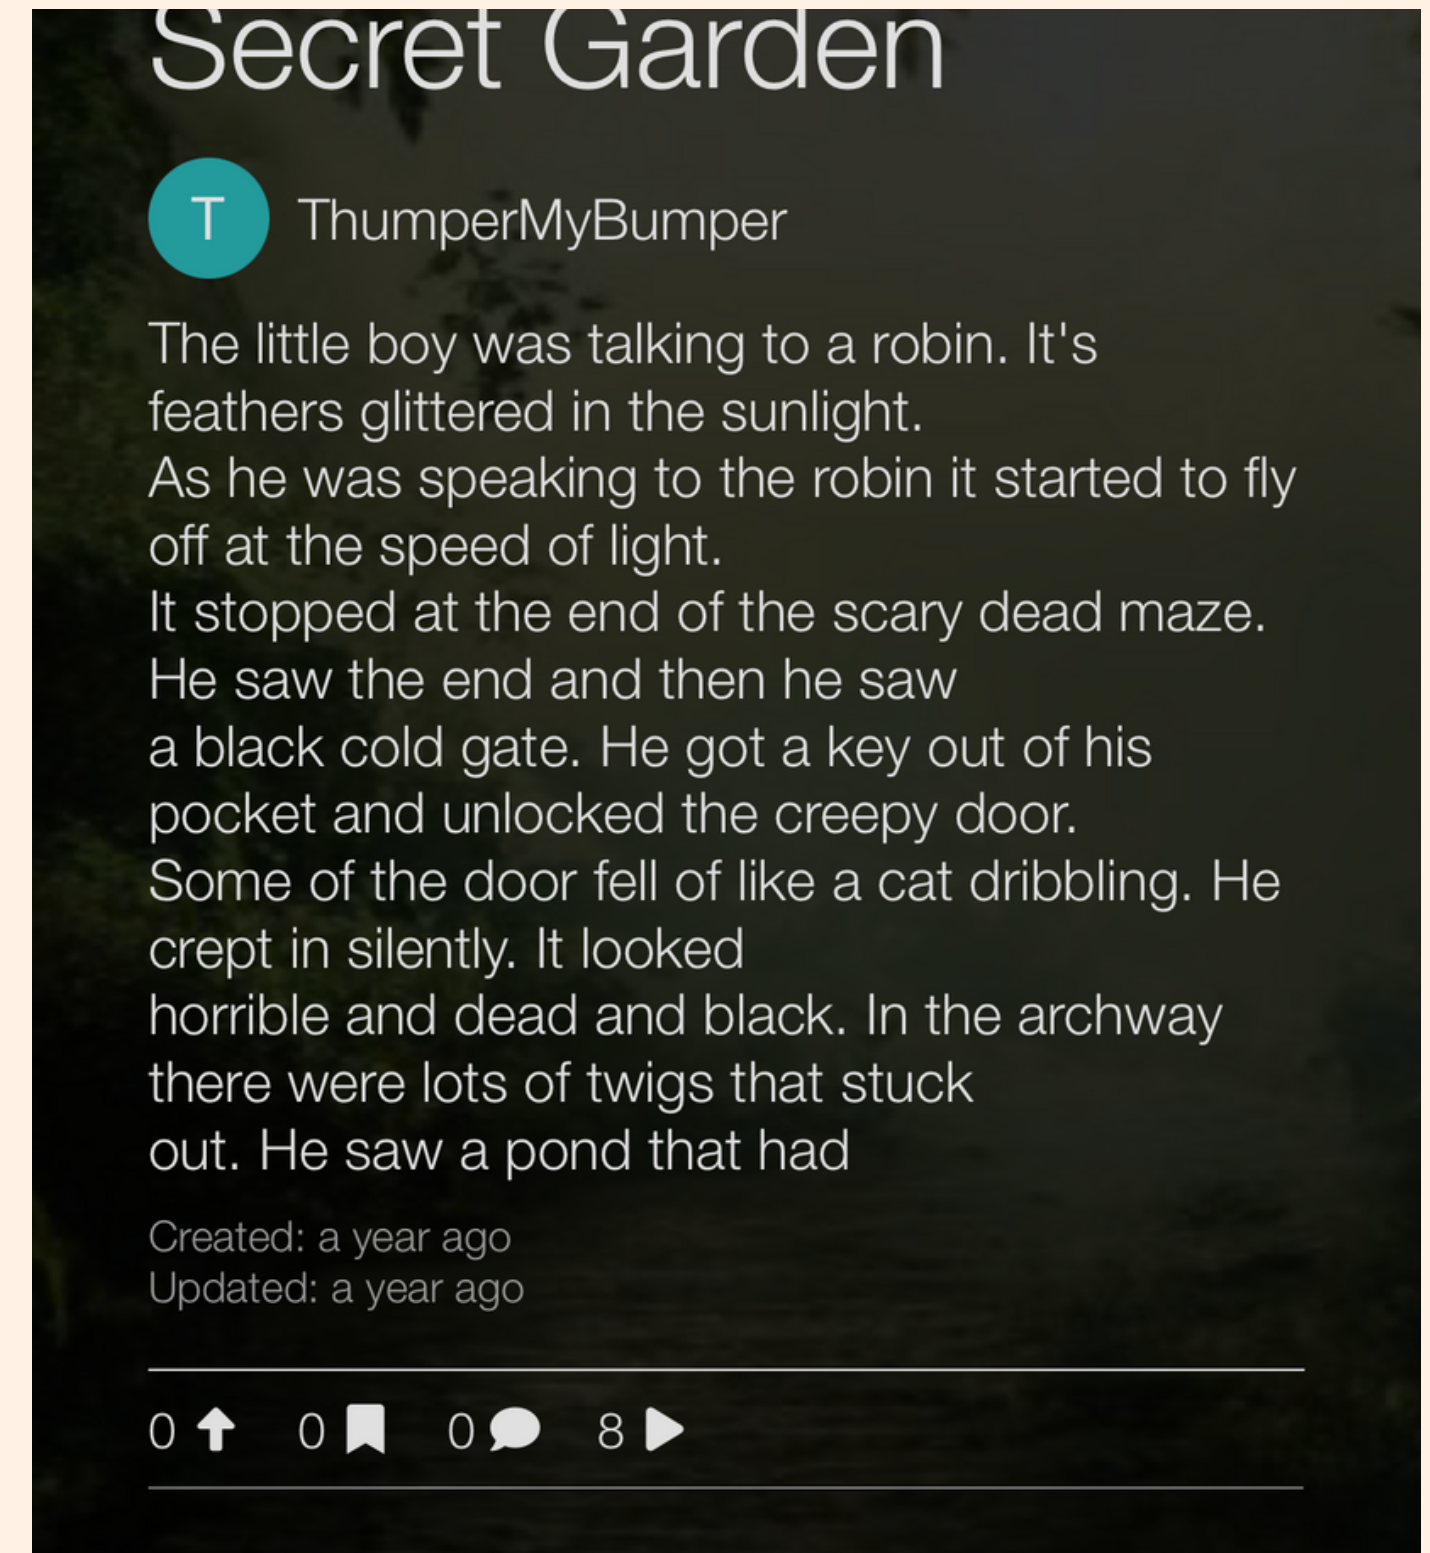 Secret Garden
T
ThumperMyBumper
The little boy was talking to a robin. It's
feathers glittered in the sunlight.
As he was speaking to the robin it started to fly
off at the speed of light.
It stopped at the end of the scary dead maze.
He saw the end and then he saw
a black cold gate. He got a key out of his
pocket and unlocked the creepy door.
Some of the door fell of like a cat dribbling. He
crept in silently. It looked
horrible and dead and black. In the archway
there were lots of twigs that stuck
out. He saw a pond that had
Created: a year ago
Updated: a year ago
0 0 0 8